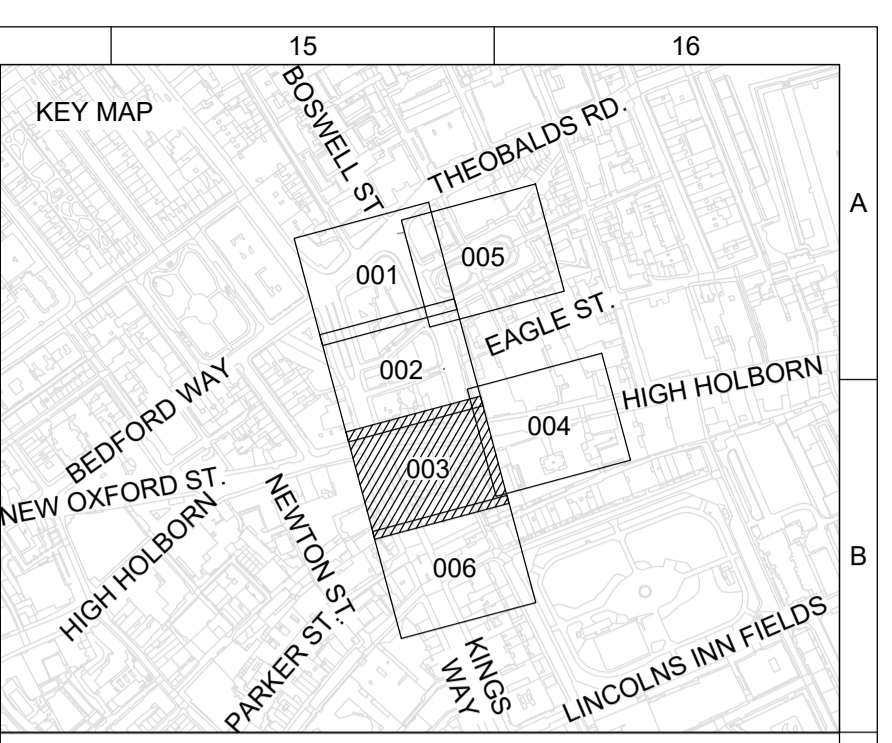 15
16
KEY MAP
BOSWELL ST
THEOBALDS RD.
A
001
005
EAGLE ST.
002
BEDFORD WAY
HIGH HOLBORN
004
003
NEW OXFORD ST.
HIGH HOLBORN
NEWTON ST.
B
006
PARKER ST.
KINGS
WAY
LINCOLNS INN FIELDS